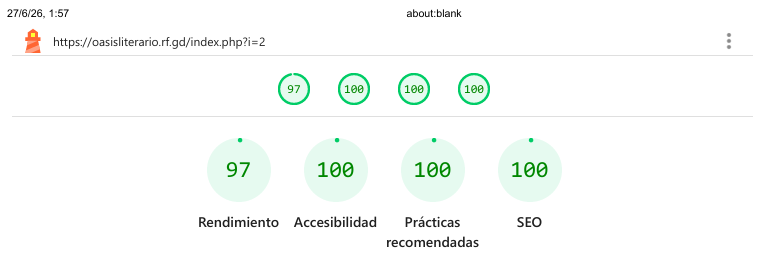 27/6/26, 1:57 about:blank
https://oasisliterario.rf.gd/index.php?i=2
97 100 100 100
97 100 100 100
Rendimiento Accesibilidad Prácticas recomendadas SEO